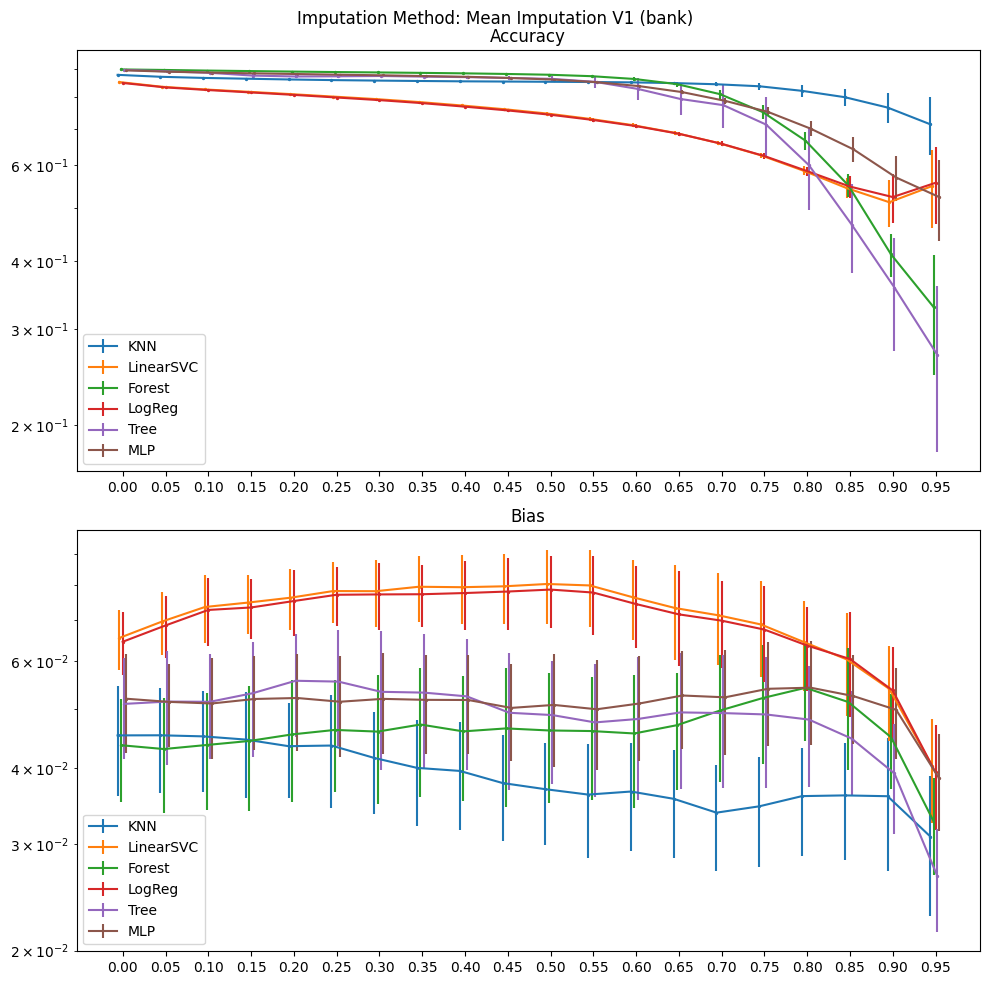 Imputation Method: Mean Imputation V1 (bank)
Accuracy
6 × 10⁻¹
4 × 10⁻¹
3 × 10⁻¹
2 × 10⁻¹
KNN
LinearSVC
Forest
LogReg
Tree
MLP
0.00 0.05 0.10 0.15 0.20 0.25 0.30 0.35 0.40 0.45 0.50 0.55 0.60 0.65 0.70 0.75 0.80 0.85 0.90 0.95
Bias
6 × 10⁻²
4 × 10⁻²
3 × 10⁻²
2 × 10⁻²
KNN
LinearSVC
Forest
LogReg
Tree
MLP
0.00 0.05 0.10 0.15 0.20 0.25 0.30 0.35 0.40 0.45 0.50 0.55 0.60 0.65 0.70 0.75 0.80 0.85 0.90 0.95